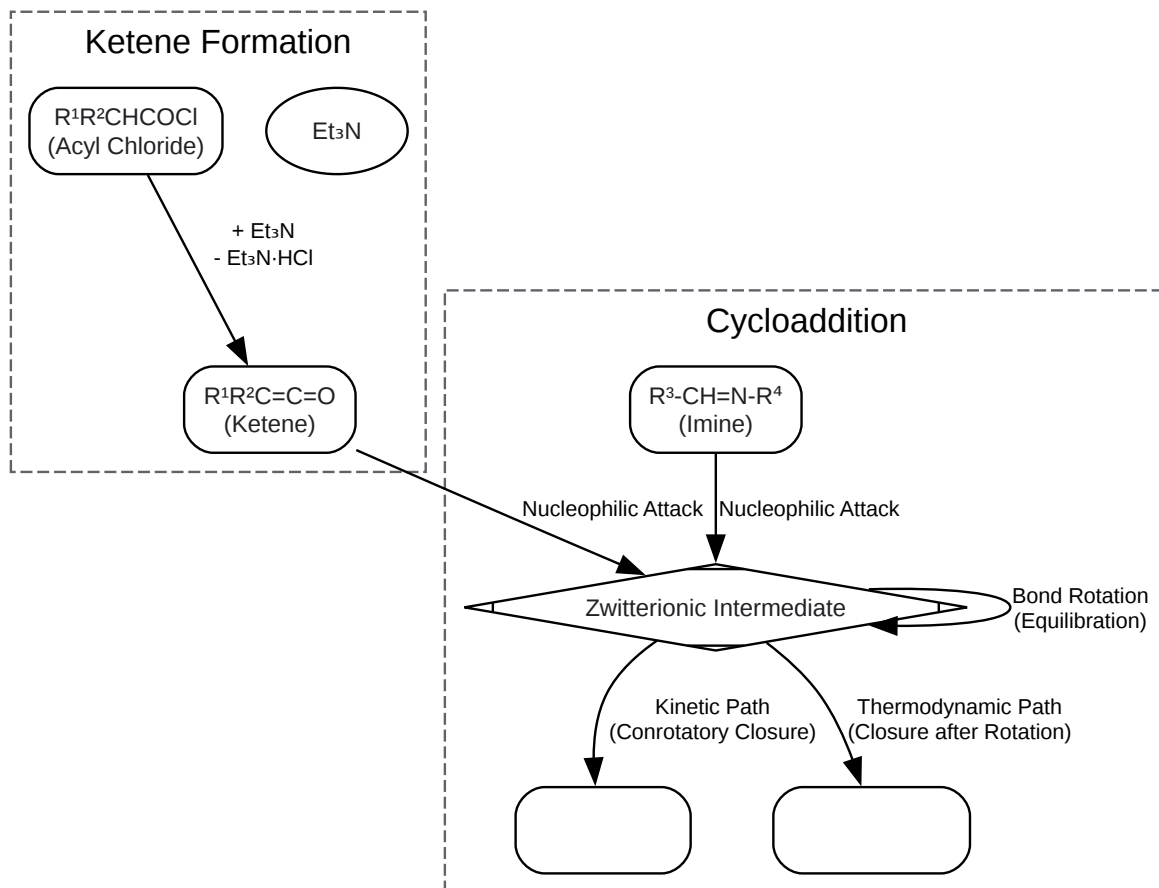 Ketene Formation
R¹R²CHCOCl
(Acyl Chloride)
Et₃N
+ Et₃N
- Et₃N·HCl
R¹R²C=C=O
(Ketene)
Cycloaddition
R³-CH=N-R⁴
(Imine)
Nucleophilic Attack
Nucleophilic Attack
Zwitterionic Intermediate
Bond Rotation
(Equilibration)
Kinetic Path
(Conrotatory Closure)
Thermodynamic Path
(Closure after Rotation)